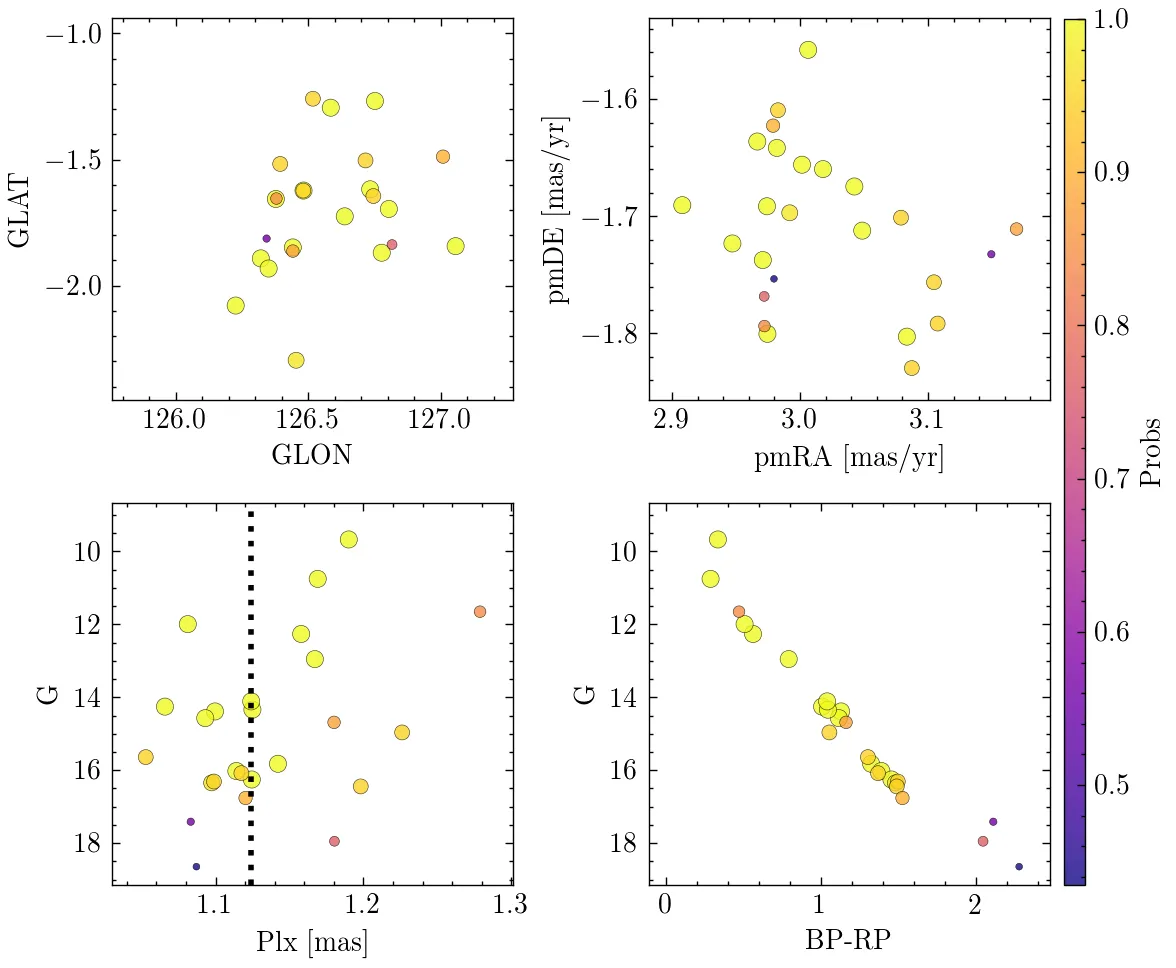 −1.0
−1.5
−2.0
GLAT
126.0 126.5 127.0
GLON
−1.6
−1.7
−1.8
pmDE [mas/yr]
2.9 3.0 3.1
pmRA [mas/yr]
1.0
0.9
0.8
0.7
0.6
0.5
Probs
10
12
14
16
18
G
1.1 1.2 1.3
Plx [mas]
10
12
14
16
18
G
0 1 2
BP-RP